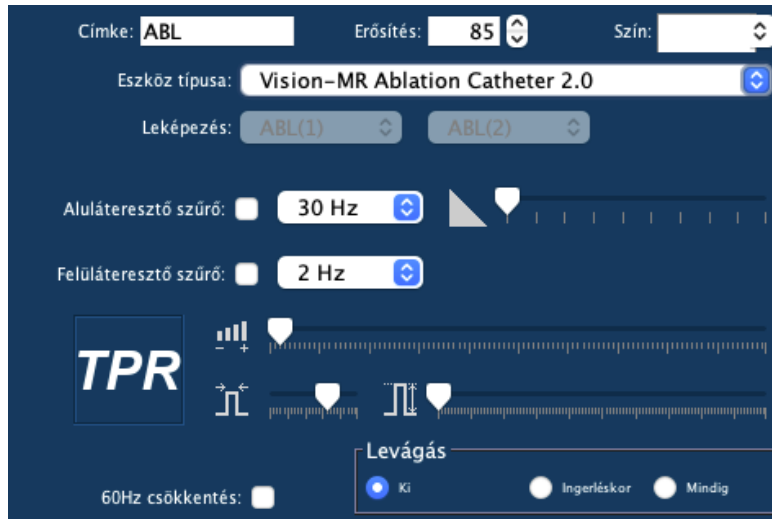 Címke: ABL Erősítés: 85 Szín:
Eszköz típusa: Vision-MR Ablation Catheter 2.0
Leképezés: ABL(1) ABL(2)
Aluláteresztő szűrő: 30 Hz
Felüláteresztő szűrő: 2 Hz
TPR
Levágás
60Hz csökkentés: Ki Ingerléskor Mindig